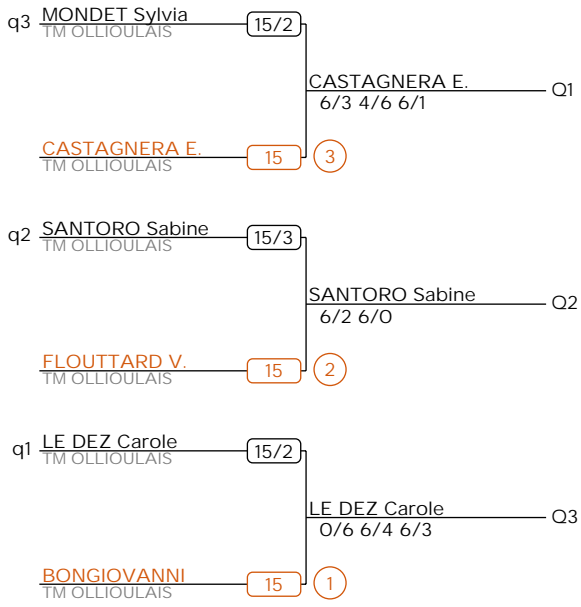 q3 MONDET Sylvia 15/2
TM OLLIOULAIS
CASTAGNERA E. Q1
6/3 4/6 6/1
CASTAGNERA E. 15 3
TM OLLIOULAIS
q2 SANTORO Sabine 15/3
TM OLLIOULAIS
SANTORO Sabine Q2
6/2 6/0
FLOUTTARD V. 15 2
TM OLLIOULAIS
q1 LE DEZ Carole 15/2
TM OLLIOULAIS
LE DEZ Carole Q3
0/6 6/4 6/3
BONGIOVANNI 15 1
TM OLLIOULAIS